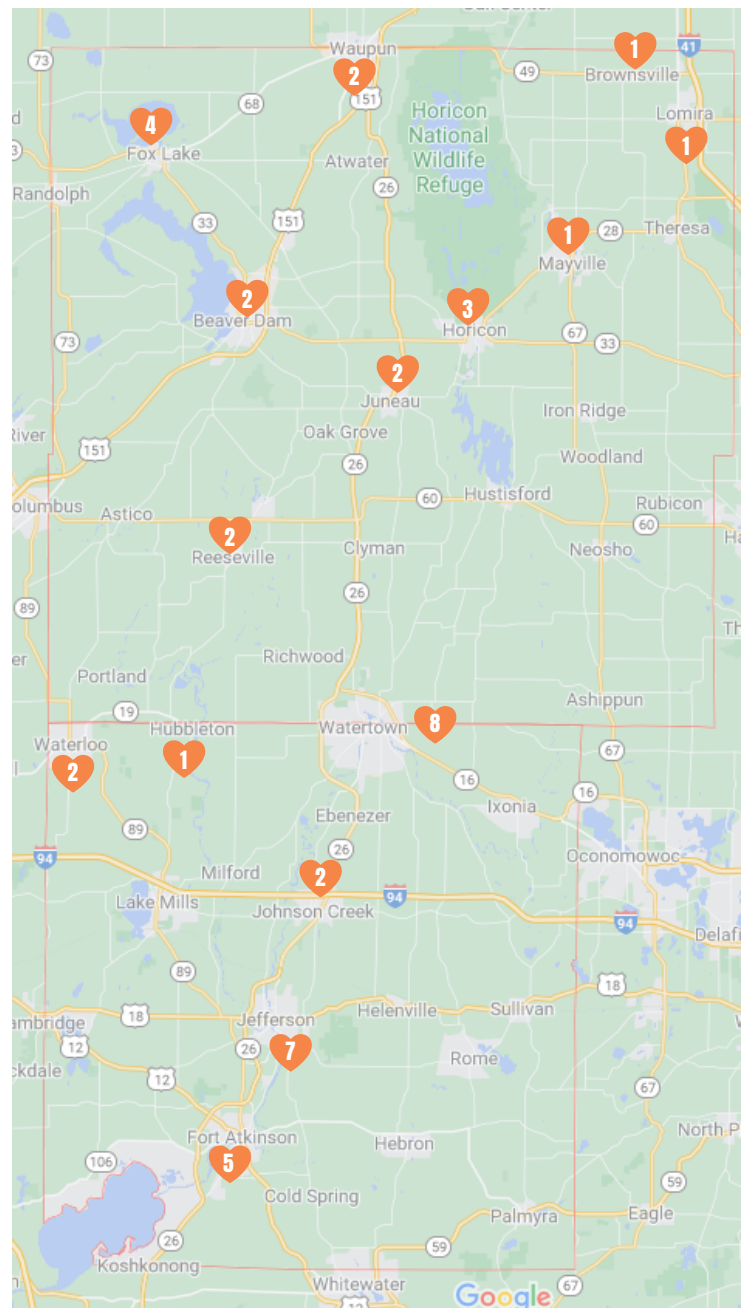 Waupun
73
1
41
Brownsville
2
151
49
68
Horicon
National
Wildlife
Refuge
Lomira
4
Fox Lake
1
Atwater
26
Randolph
33
151
1
28
Theresa
Mayville
2
Beaver Dam
3
Horicon
67
33
73
2
Juneau
Iron Ridge
Oak Grove
151
26
Woodland
60
Hustisford
Rubicon
60
Astico
2
Reeseville
Clyman
Neosho
26
89
Richwood
Portland
Ashippun
19
Hubbleton
Watertown
8
Waterloo
1
67
2
16
16
Ixonia
Ebenezer
89
26
94
Oconomowoc
Milford
2
Lake Mills
94
Johnson Creek
94
89
18
18
Jefferson
Helenville
Sullivan
12
26
7
Rome
12
67
Fort Atkinson
Hebron
106
5
59
Cold Spring
Palmyra
Eagle
26
59
Koshkonong
Whitewater
67
12
Google